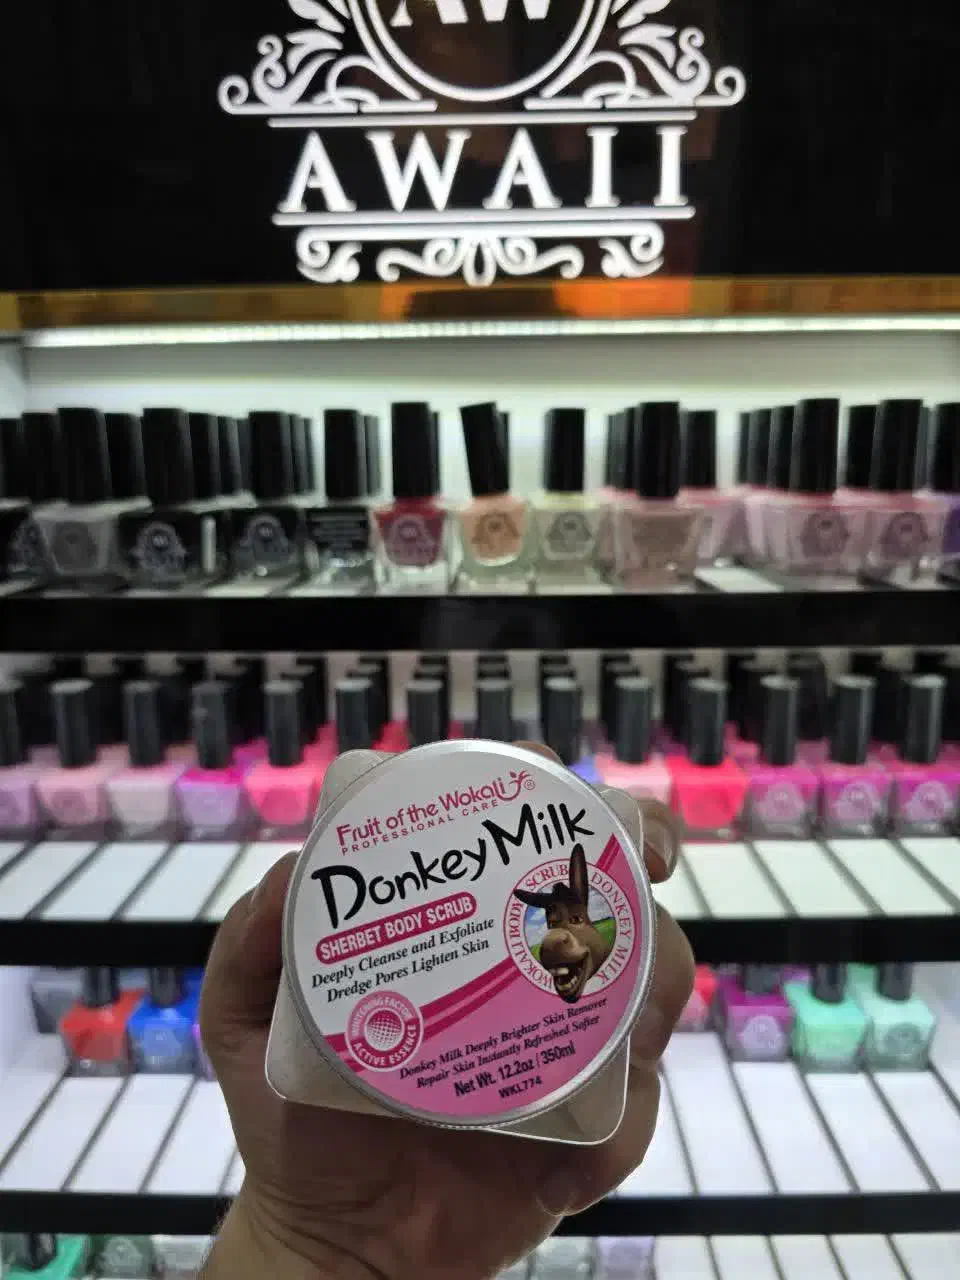 AW
AWAII
Fruit of the Wokali ®
PROFESSIONAL CARE
Donkey Milk
SHERBET BODY SCRUB
Deeply Cleanse and Exfoliate
Dredge Pores Lighten Skin
WOKALI BODY SCRUB DONKEY MILK
WHITENING FACTOR
ACTIVE ESSENCE
Donkey Milk Deeply Brighter Skin Remover
Repair Skin Instantly Refreshed Softer
Net Wt. 12.2oz | 350ml
WKL774